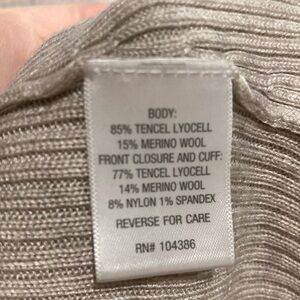 BODY:
85% TENCEL LYOCELL
15% MERINO WOOL
FRONT CLOSURE AND CUFF:
77% TENCEL LYOCELL
14% MERINO WOOL
8% NYLON 1% SPANDEX
REVERSE FOR CARE
RN# 104386